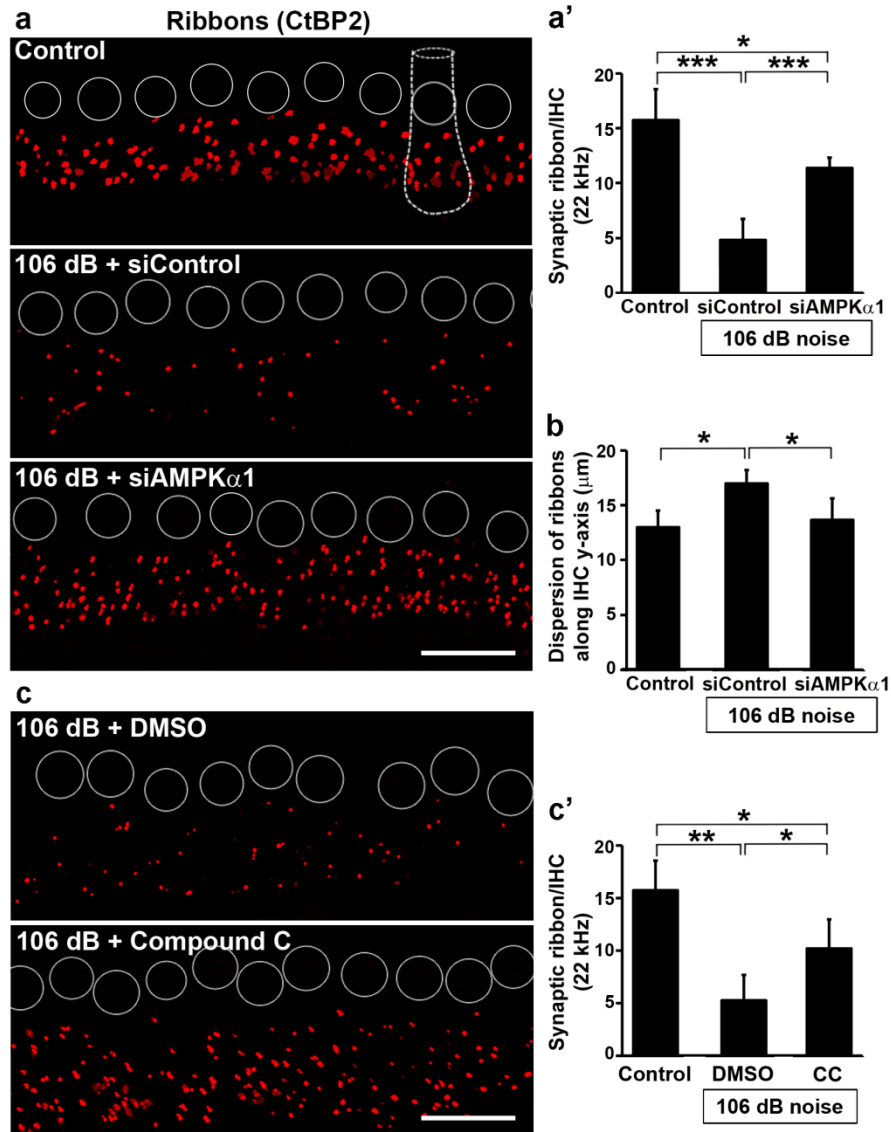 a
Ribbons (CtBP2)
Control
106 dB + siControl
106 dB + siAMPKα1
a'
*
*** ***
20
15
10
5
0
Synaptic ribbon/IHC
(22 kHz)
Control siControl siAMPKα1
106 dB noise
b
* *
20
15
10
5
0
Dispersion of ribbons
along IHC y-axis (μm)
Control siControl siAMPKα1
106 dB noise
c
106 dB + DMSO
106 dB + Compound C
c'
*
** *
20
15
10
5
0
Synaptic ribbon/IHC
(22 kHz)
Control DMSO CC
106 dB noise